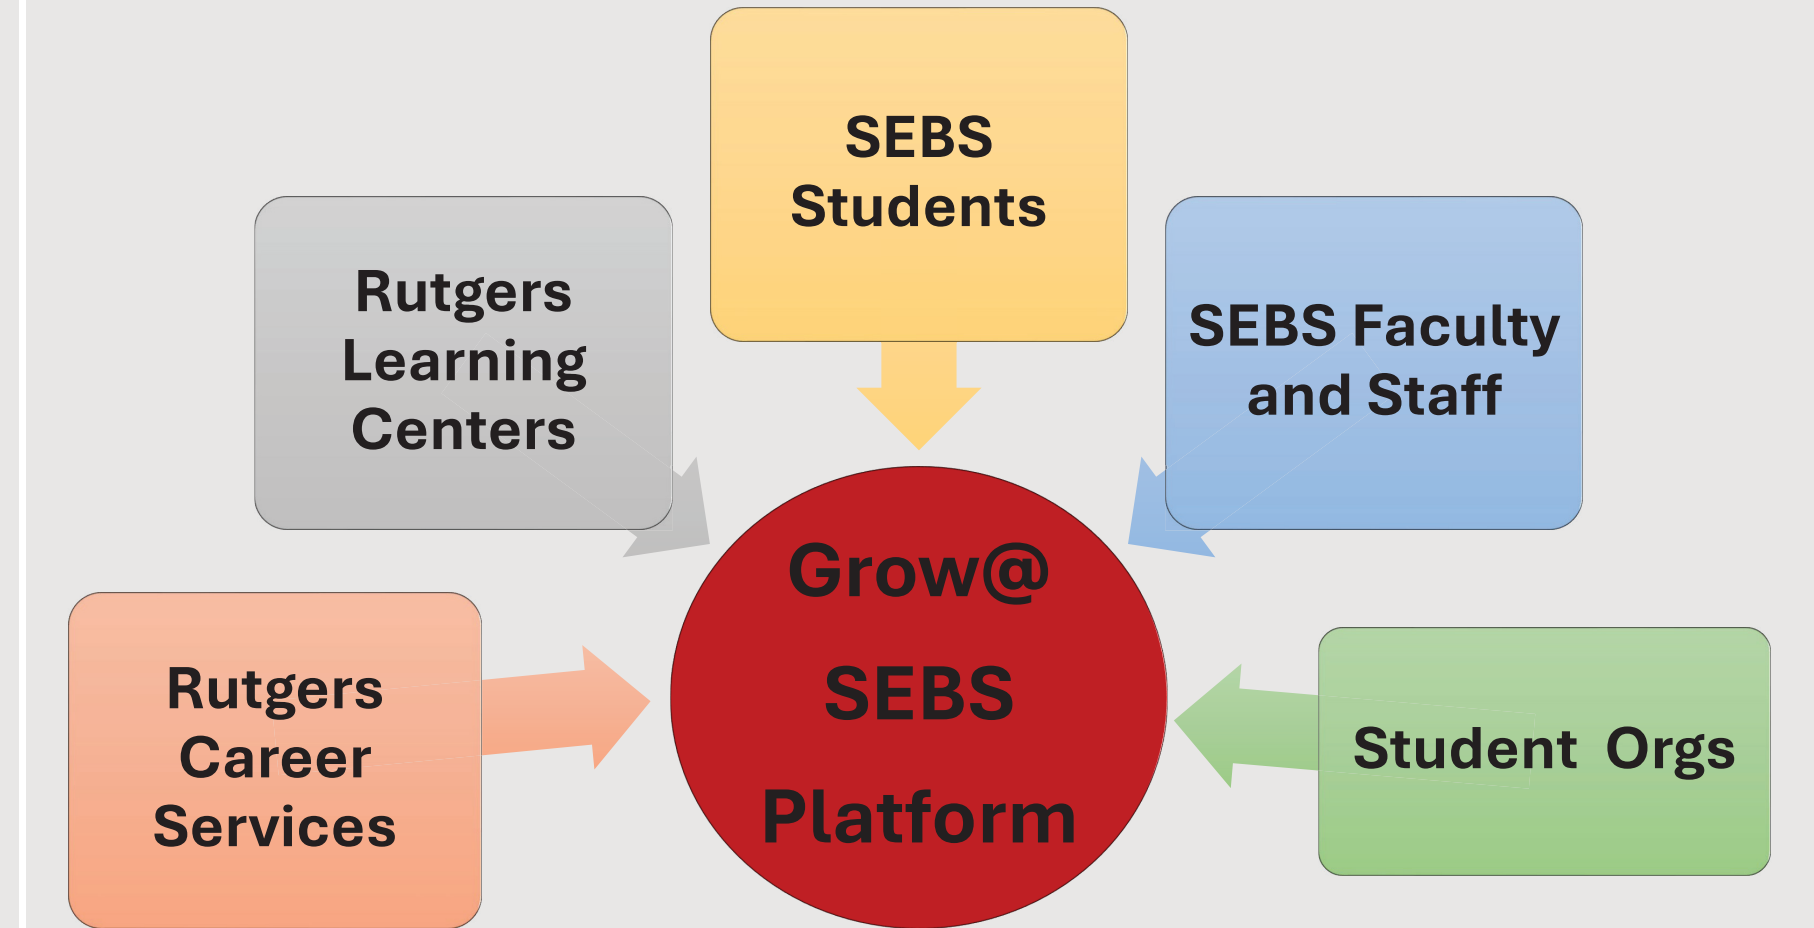 SEBS
Students
Rutgers
Learning
Centers
SEBS Faculty
and Staff
Grow@
SEBS
Platform
Rutgers
Career
Services
Student Orgs